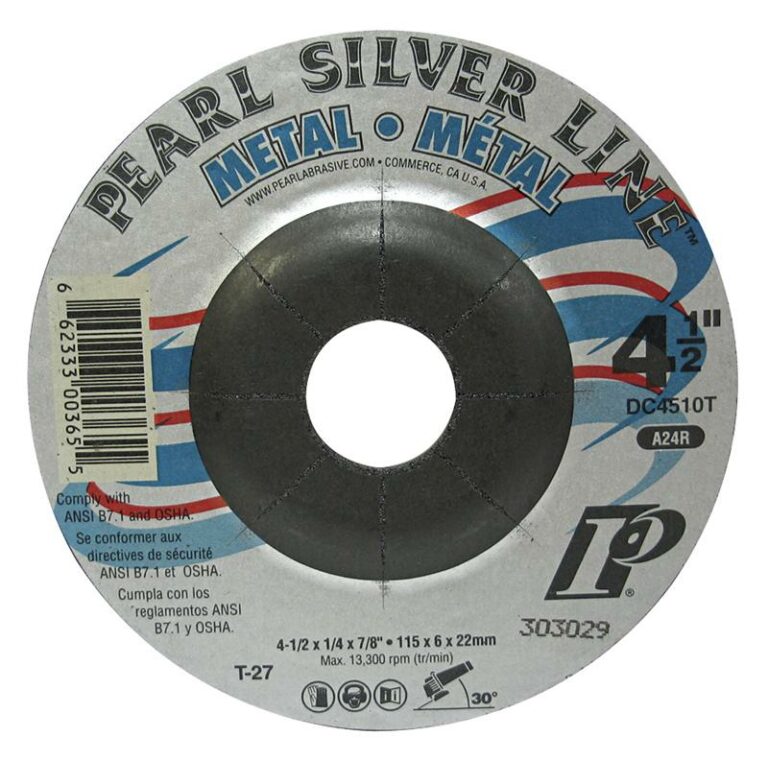 PEARL SILVER LINE™
METAL • MÉTAL
WWW.PEARLABRASIVE.COM • COMMERCE, CA U.S.A.
4 1/2"
DC4510T
A24R
6 62333 00365 5
Comply with
ANSI B7.1 and OSHA.
Se conformer aux
directives de sécurité
ANSI B7.1 et OSHA.
Cumpla con los
reglamentos ANSI
B7.1 y OSHA.
P®
303029
4-1/2 x 1/4 x 7/8" • 115 x 6 x 22mm
Max. 13,300 rpm (tr/min)
T-27
30°